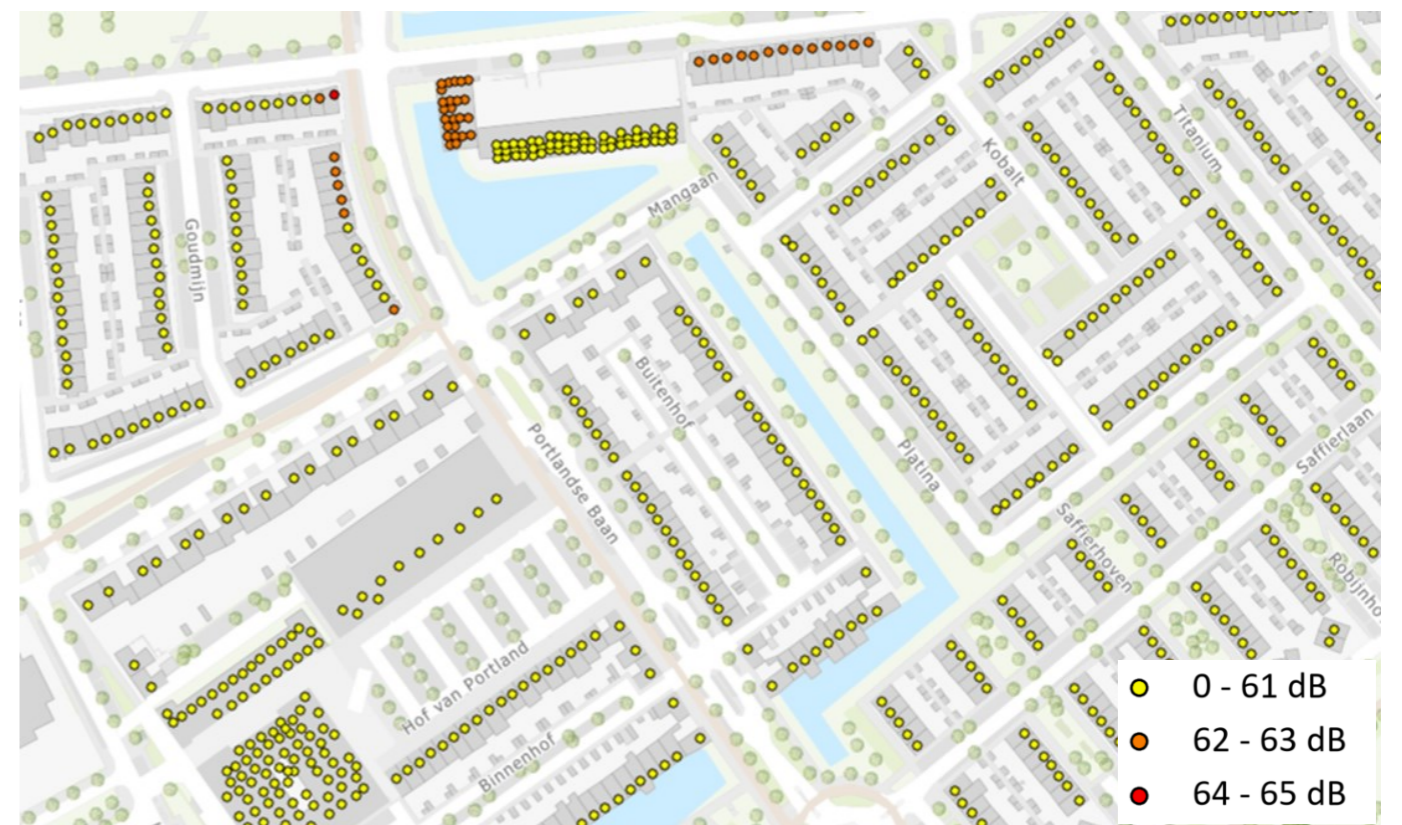 Titanium
Kobalt
Mangaan
Goudmijn
Buitenhof
Saffierlaan
Portlandse Baan
Platina
Saffierhoven
Hof van Portland
Binnenhof
0 - 61 dB
62 - 63 dB
64 - 65 dB